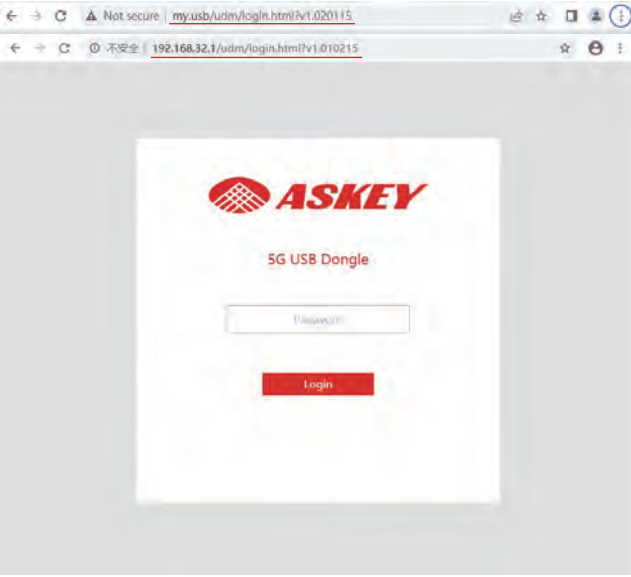 Not secure my.usb/udm/login.html?v1.020115
不安全 192.168.32.1/udm/login.html?v1.010215
ASKEY
5G USB Dongle
Password
Login